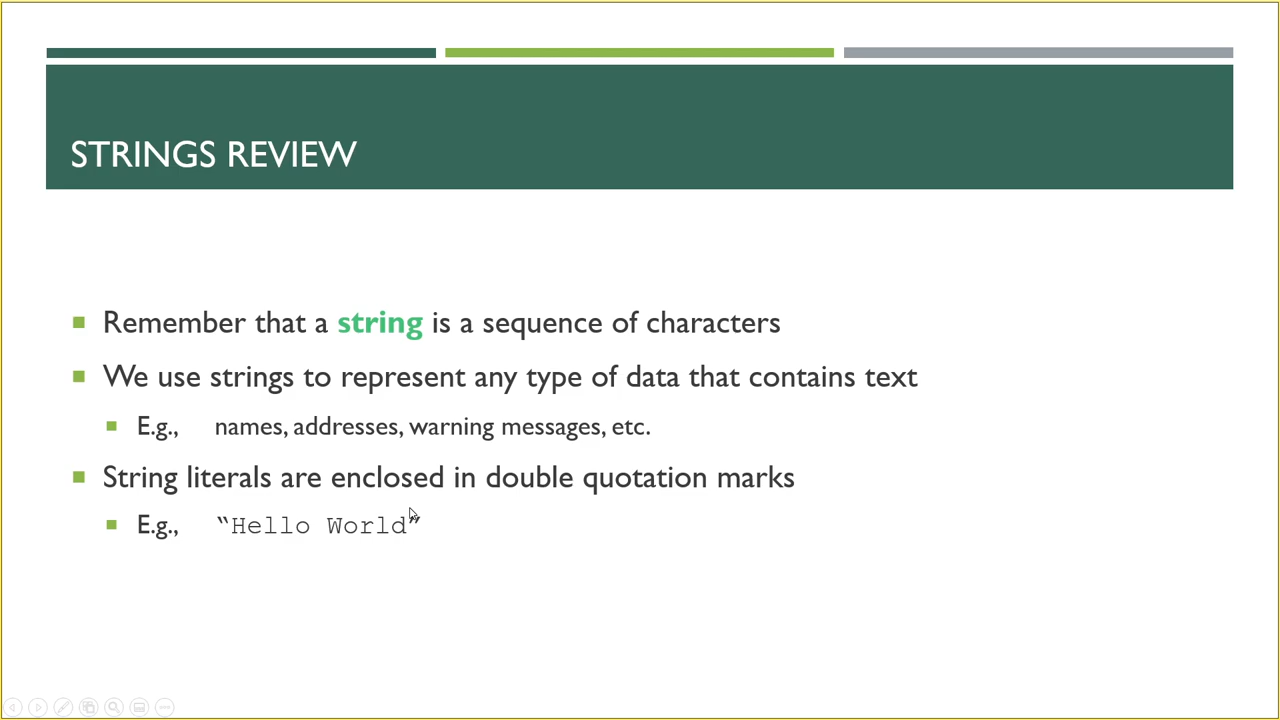 STRINGS REVIEW
Remember that a string is a sequence of characters
We use strings to represent any type of data that contains text
E.g., names, addresses, warning messages, etc.
String literals are enclosed in double quotation marks
E.g., “Hello World”